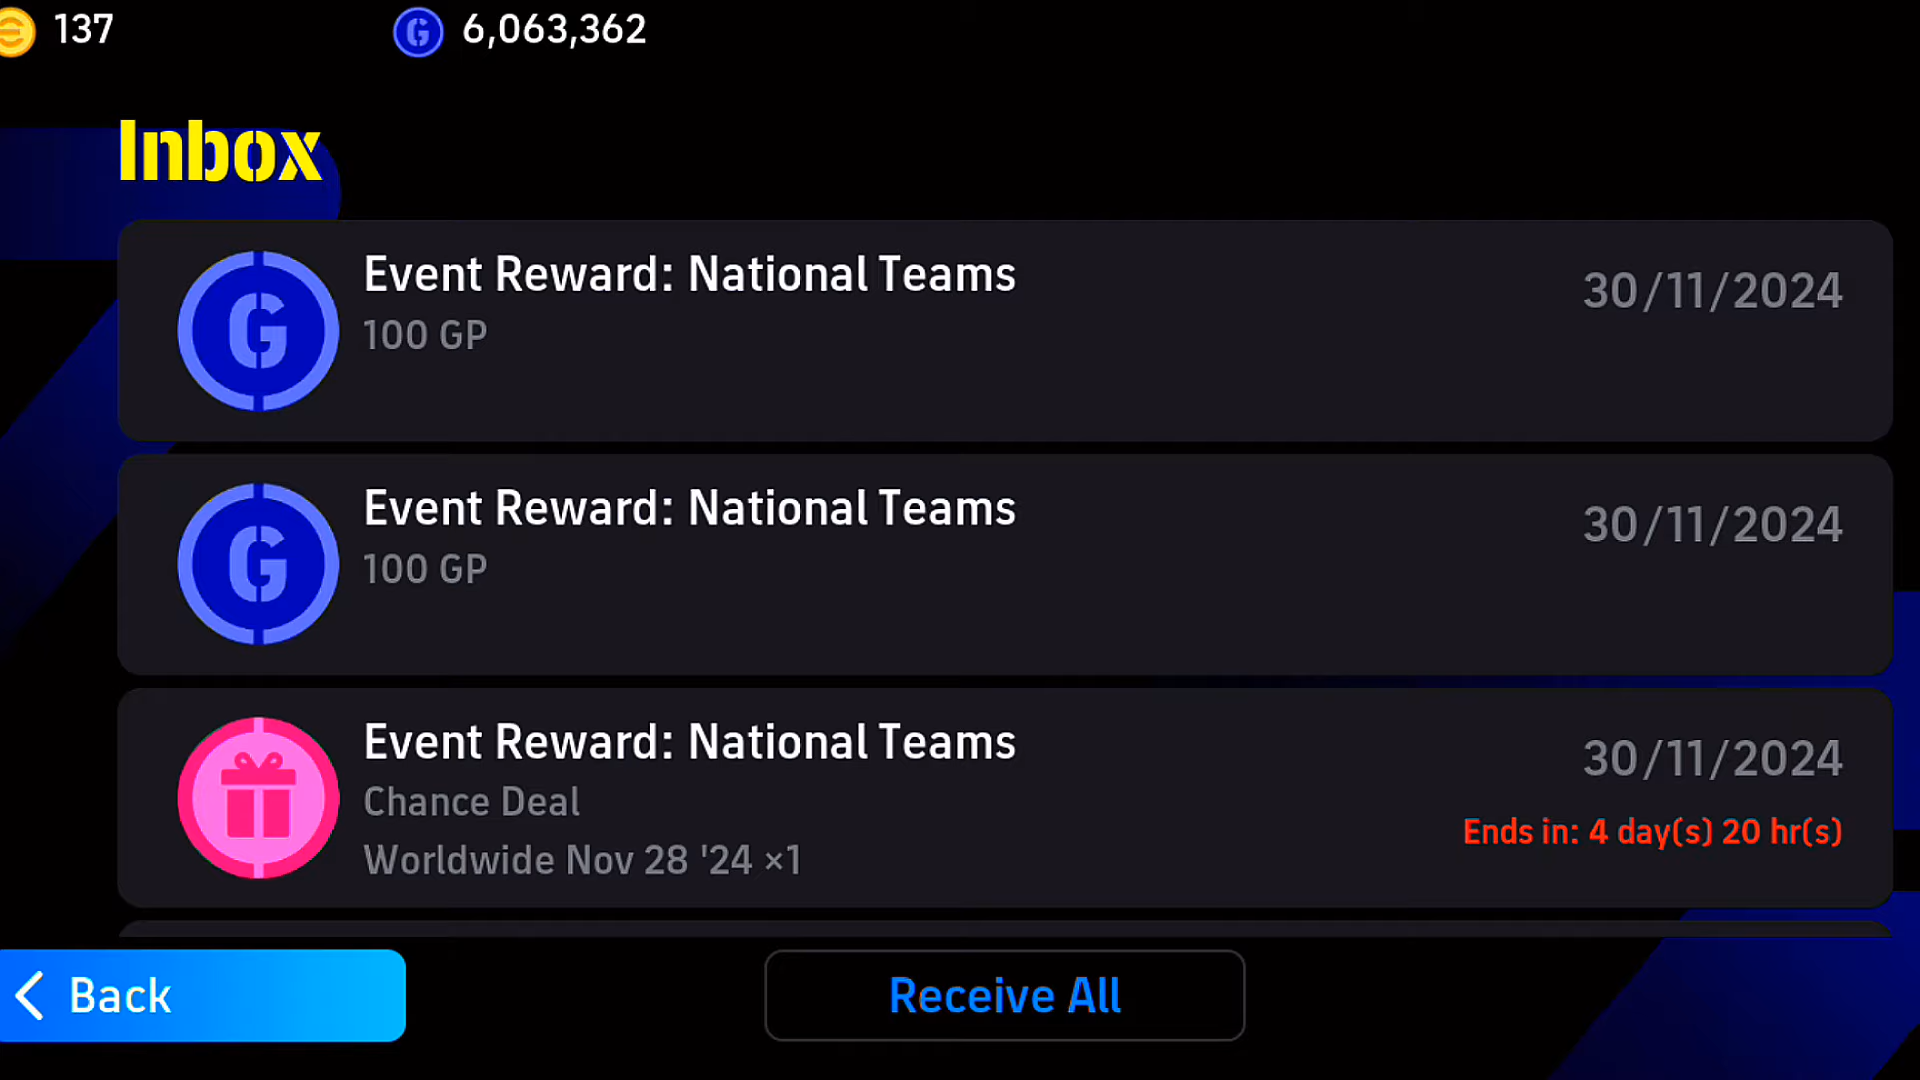 137
6,063,362
Inbox
Event Reward: National Teams
30/11/2024
100 GP
Event Reward: National Teams
30/11/2024
100 GP
Event Reward: National Teams
30/11/2024
Chance Deal
Ends in: 4 day(s) 20 hr(s)
Worldwide Nov 28 '24 ×1
Back
Receive All